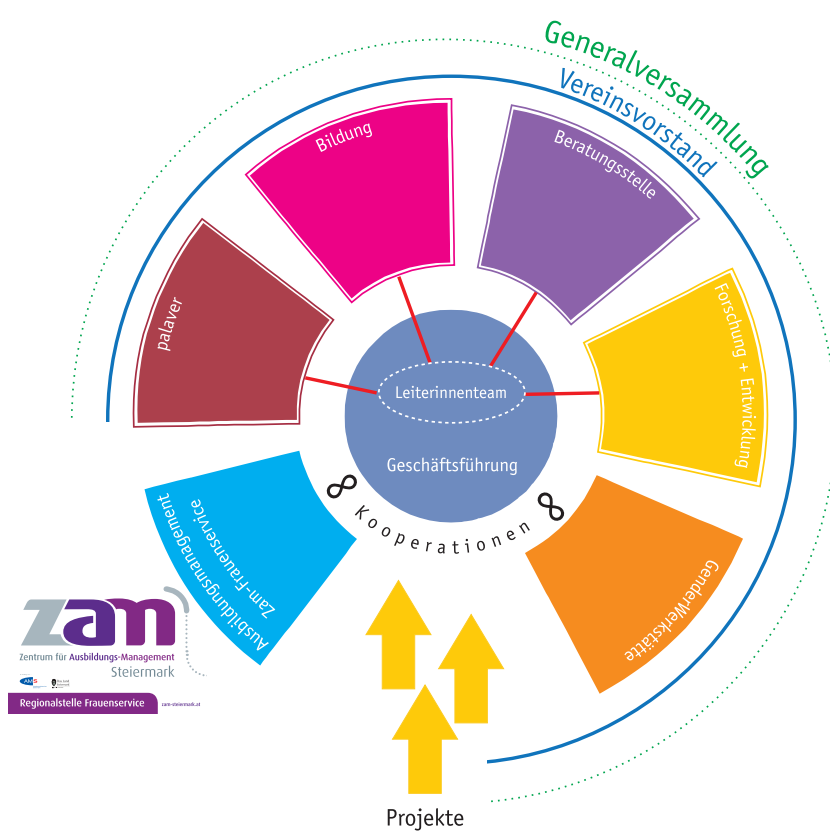 Generalversammlung
Vereinsvorstand
Bildung
Beratungsstelle
palaver
Forschung + Entwicklung
Leiterinnenteam
Geschäftsführung
Kooperationen
Ausbildungsmanagement
Zam-Frauenservice
GenderWerkstätte
zam
Zentrum für Ausbildungs-Management
Steiermark
AMS
Regionalstelle Frauenservice
zam-steiermark.at
Projekte